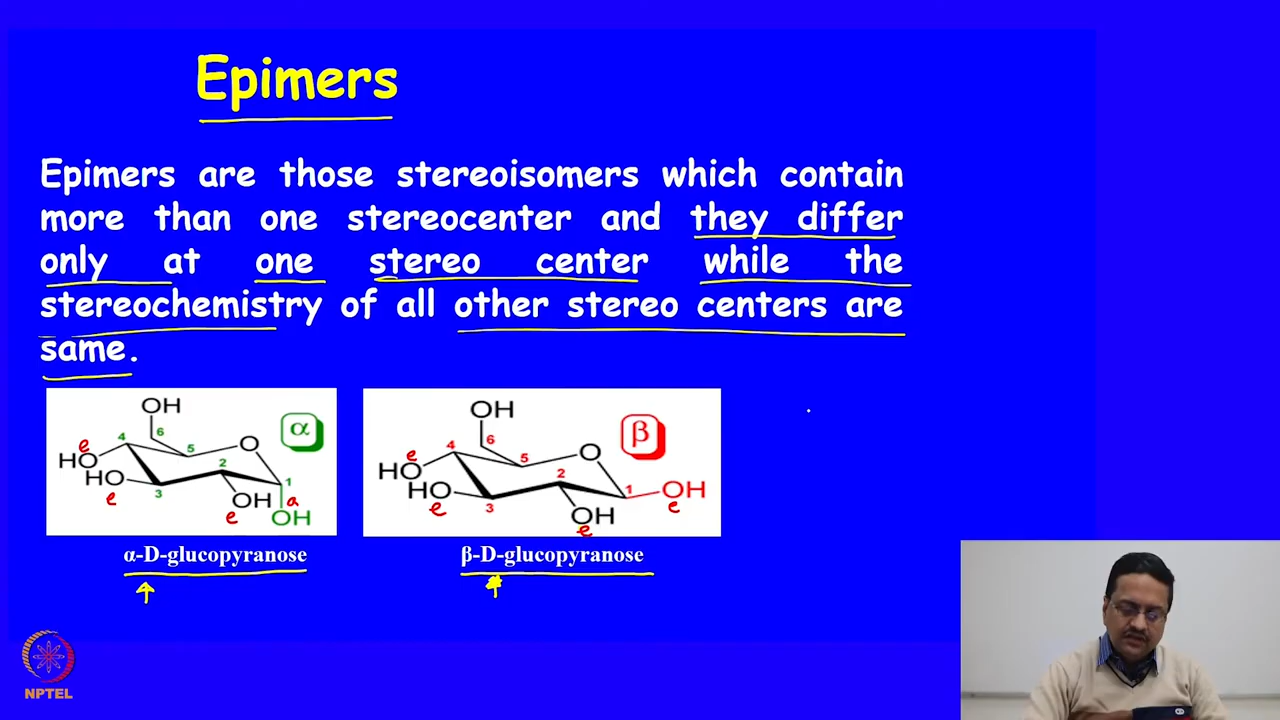 Epimers
Epimers are those stereoisomers which contain
more than one stereocenter and they differ
only at one stereo center while the
stereochemistry of all other stereo centers are
same.
OH
6
4
5
O
α
e
HO
2
HO
3
1
e
OH
a
e
OH
OH
6
4
5
O
β
e
HO
2
HO
3
1
OH
e
OH
e
e
α-D-glucopyranose
β-D-glucopyranose
NPTEL